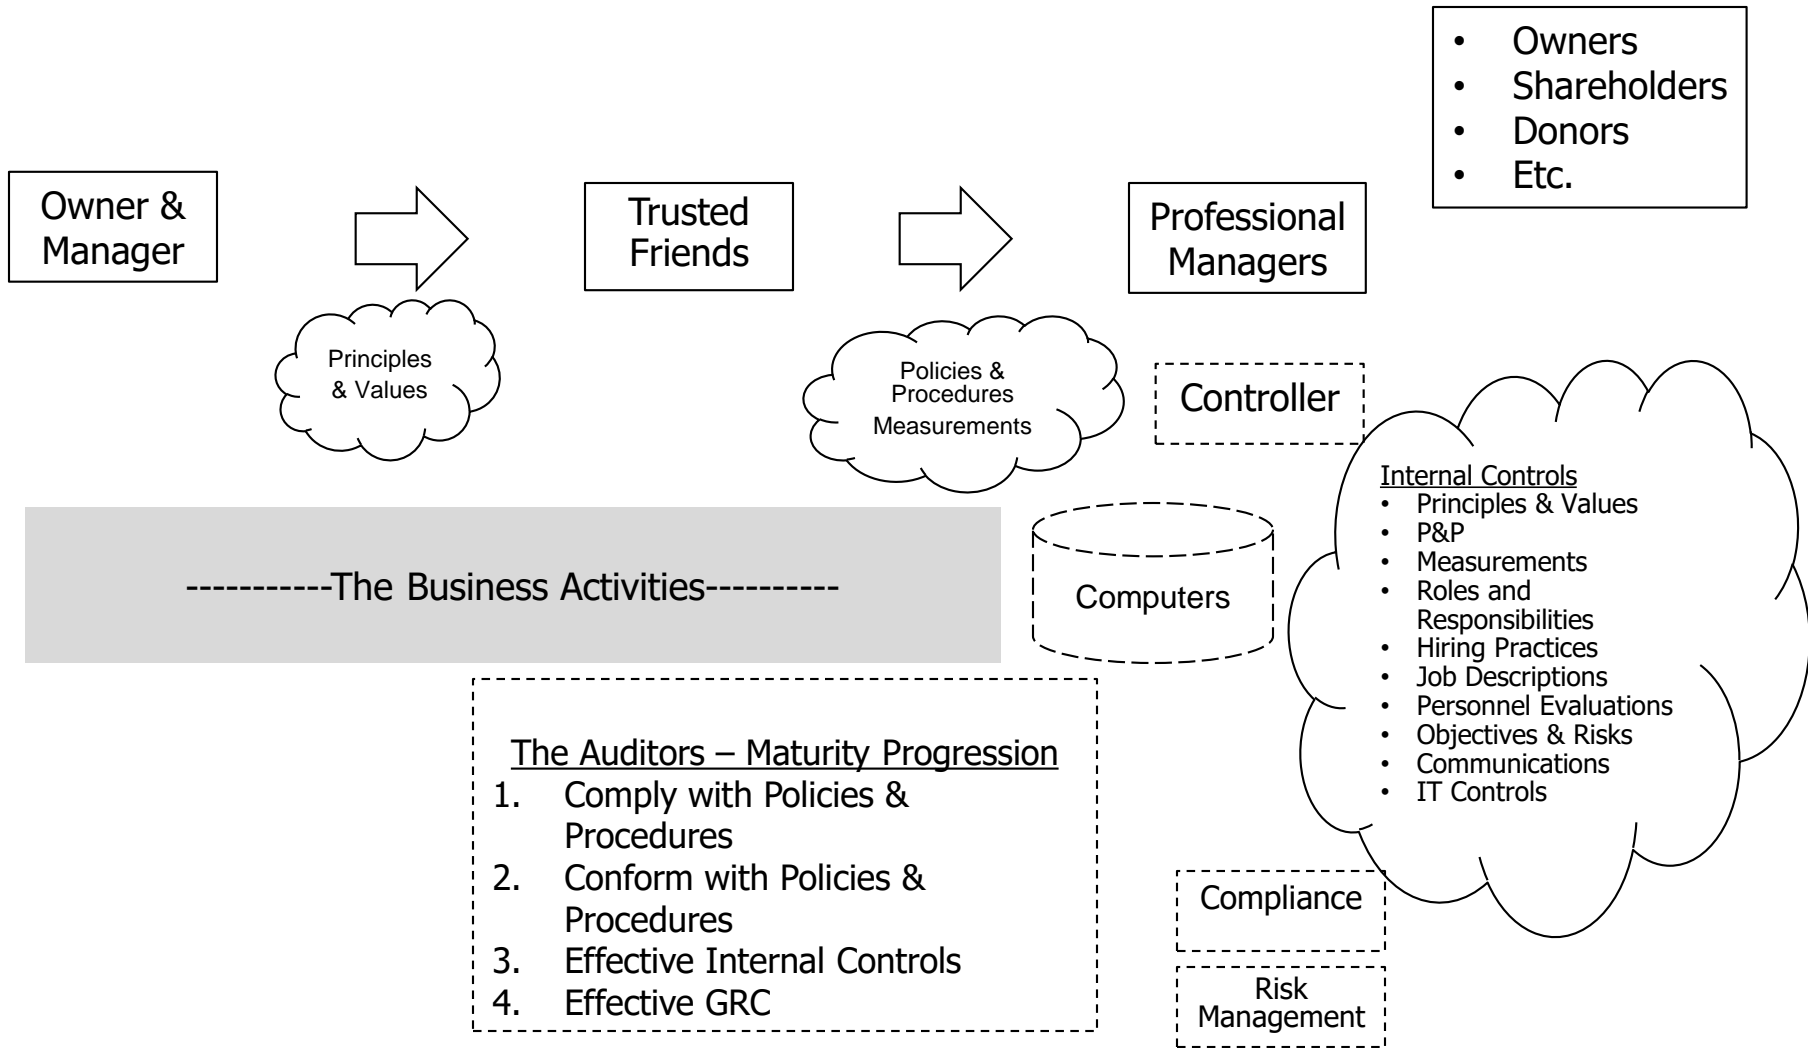 • Owners
• Shareholders
• Donors
• Etc.
Owner &
Manager
Trusted
Friends
Professional
Managers
Principles
& Values
Policies &
Procedures
Measurements
Controller
Internal Controls
• Principles & Values
• P&P
• Measurements
• Roles and
Responsibilities
• Hiring Practices
• Job Descriptions
• Personnel Evaluations
• Objectives & Risks
• Communications
• IT Controls
-----------The Business Activities----------
Computers
The Auditors – Maturity Progression
1. Comply with Policies &
Procedures
2. Conform with Policies &
Procedures
3. Effective Internal Controls
4. Effective GRC
Compliance
Risk
Management